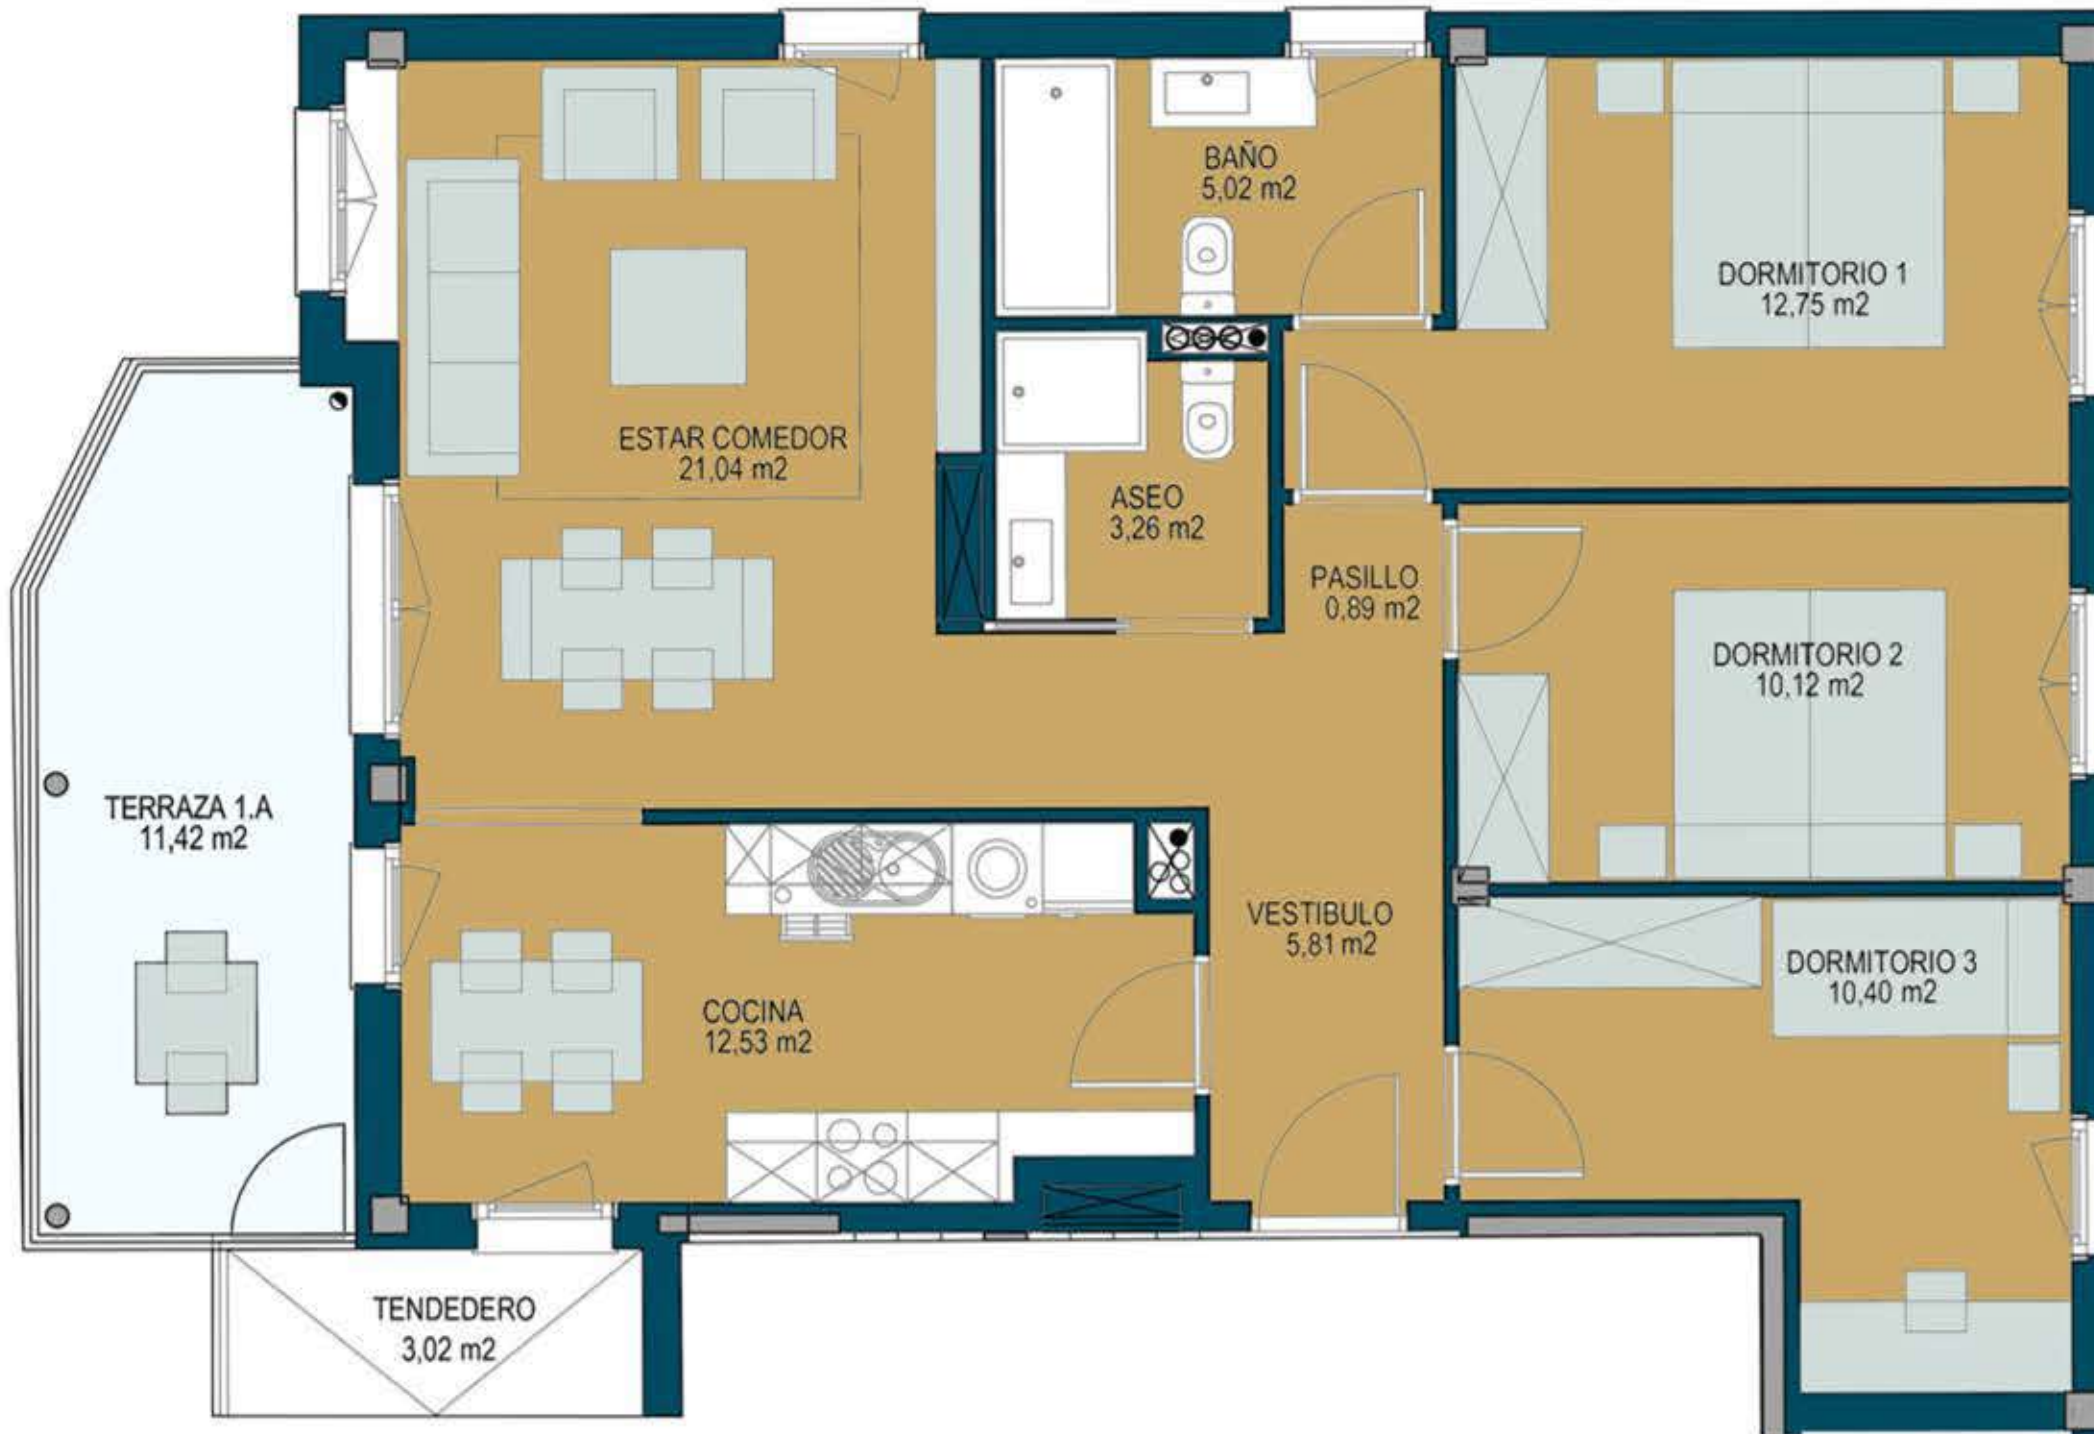 BAÑO
5,02 m2
DORMITORIO 1
12,75 m2
ESTAR COMEDOR
21,04 m2
ASEO
3,26 m2
PASILLO
0,89 m2
DORMITORIO 2
10,12 m2
TERRAZA 1.A
11,42 m2
VESTIBULO
5,81 m2
DORMITORIO 3
10,40 m2
COCINA
12,53 m2
TENDEDERO
3,02 m2